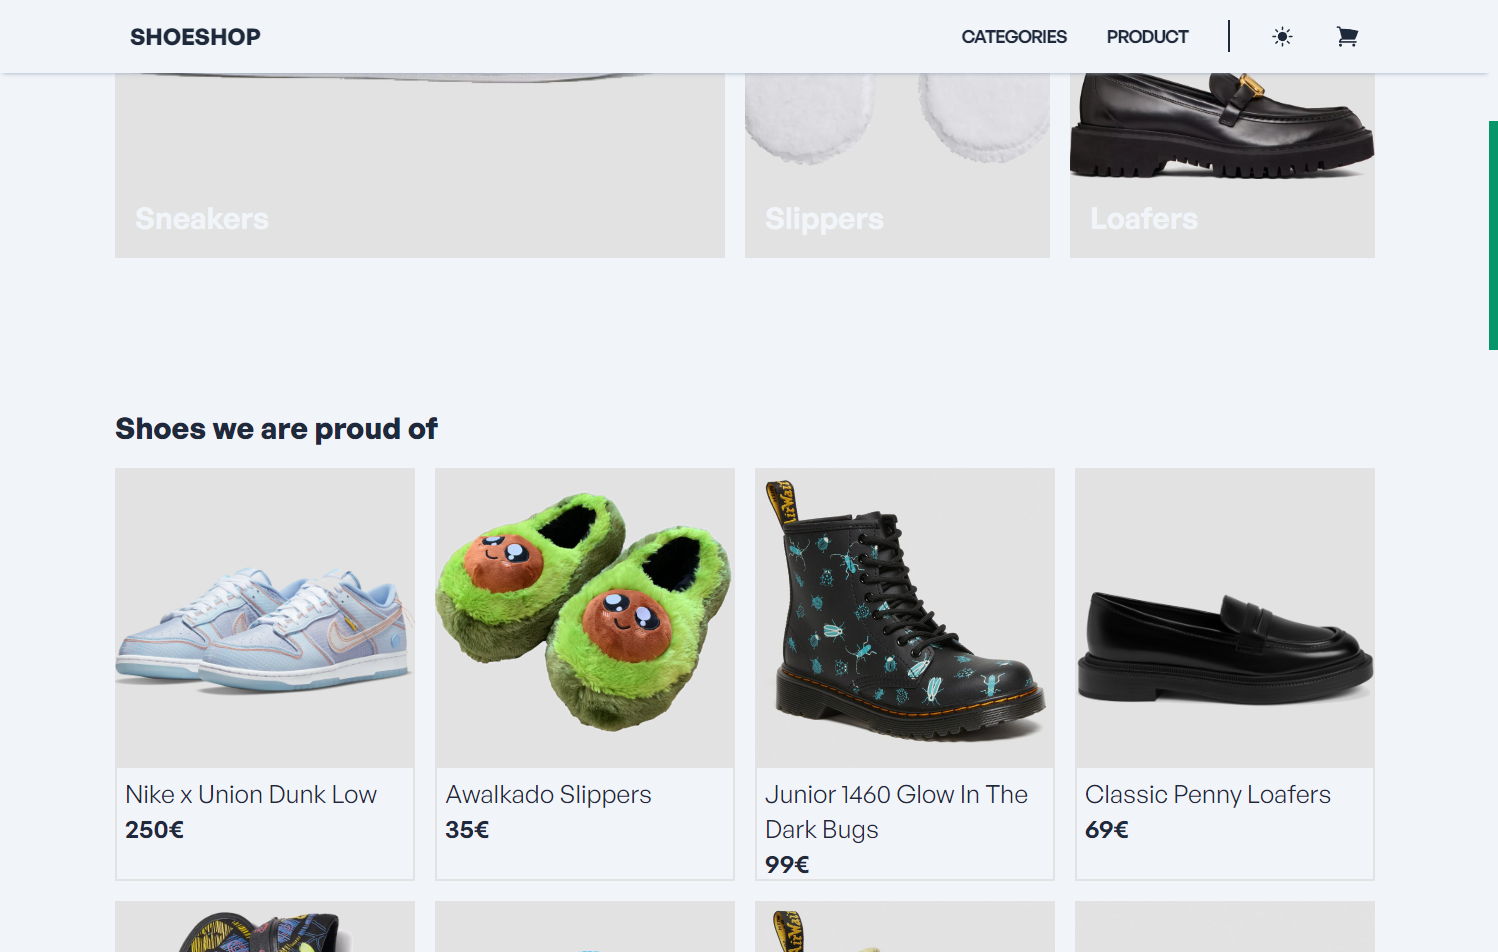 SHOESHOP
CATEGORIES
PRODUCT
Sneakers
Slippers
Loafers
Shoes we are proud of
Nike x Union Dunk Low
250€
Awalkado Slippers
35€
Junior 1460 Glow In The
Dark Bugs
99€
Classic Penny Loafers
69€